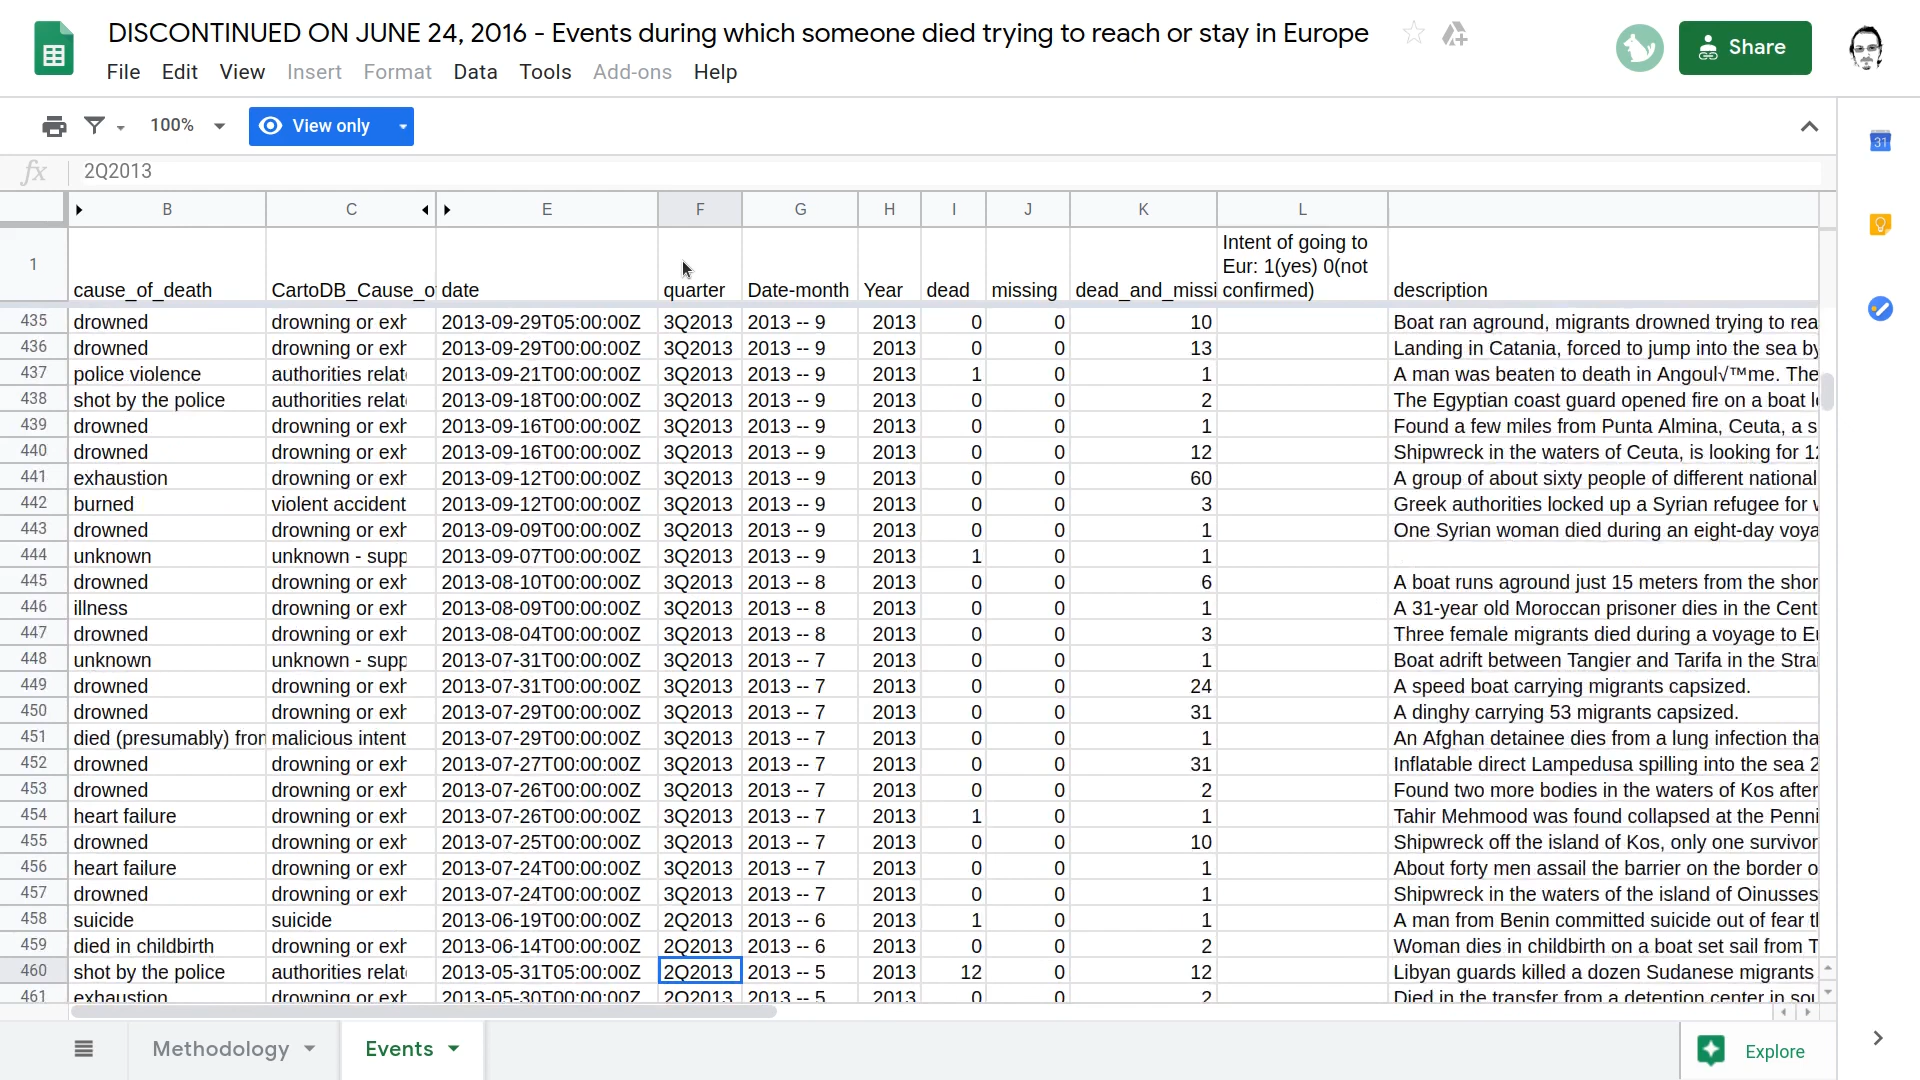 DISCONTINUED ON JUNE 24, 2016 - Events during which someone died trying to reach or stay in Europe
Share
File Edit View Insert Format Data Tools Add-ons Help
100% View only
31
fx 2Q2013
B C E F G H I J K L
1 cause_of_death CartoDB_Cause_o date quarter Date-month Year dead missing dead_and_missi Intent of going to Eur: 1(yes) 0(not confirmed) description
435 drowned drowning or exh 2013-09-29T05:00:00Z 3Q2013 2013 -- 9 2013 0 0 10 Boat ran aground, migrants drowned trying to rea
436 drowned drowning or exh 2013-09-29T00:00:00Z 3Q2013 2013 -- 9 2013 0 0 13 Landing in Catania, forced to jump into the sea by
437 police violence authorities relat 2013-09-21T00:00:00Z 3Q2013 2013 -- 9 2013 1 0 1 A man was beaten to death in Angoul√™me. The
438 shot by the police authorities relat 2013-09-18T00:00:00Z 3Q2013 2013 -- 9 2013 0 0 2 The Egyptian coast guard opened fire on a boat l
439 drowned drowning or exh 2013-09-16T00:00:00Z 3Q2013 2013 -- 9 2013 0 0 1 Found a few miles from Punta Almina, Ceuta, a s
440 drowned drowning or exh 2013-09-16T00:00:00Z 3Q2013 2013 -- 9 2013 0 0 12 Shipwreck in the waters of Ceuta, is looking for 1
441 exhaustion drowning or exh 2013-09-12T00:00:00Z 3Q2013 2013 -- 9 2013 0 0 60 A group of about sixty people of different national
442 burned violent accident 2013-09-12T00:00:00Z 3Q2013 2013 -- 9 2013 0 0 3 Greek authorities locked up a Syrian refugee for
443 drowned drowning or exh 2013-09-09T00:00:00Z 3Q2013 2013 -- 9 2013 0 0 1 One Syrian woman died during an eight-day voya
444 unknown unknown - supp 2013-09-07T00:00:00Z 3Q2013 2013 -- 9 2013 1 0 1
445 drowned drowning or exh 2013-08-10T00:00:00Z 3Q2013 2013 -- 8 2013 0 0 6 A boat runs aground just 15 meters from the shor
446 illness drowning or exh 2013-08-09T00:00:00Z 3Q2013 2013 -- 8 2013 0 0 1 A 31-year old Moroccan prisoner dies in the Cent
447 drowned drowning or exh 2013-08-04T00:00:00Z 3Q2013 2013 -- 8 2013 0 0 3 Three female migrants died during a voyage to Eu
448 unknown unknown - supp 2013-07-31T00:00:00Z 3Q2013 2013 -- 7 2013 0 0 1 Boat adrift between Tangier and Tarifa in the Strai
449 drowned drowning or exh 2013-07-31T00:00:00Z 3Q2013 2013 -- 7 2013 0 0 24 A speed boat carrying migrants capsized.
450 drowned drowning or exh 2013-07-29T00:00:00Z 3Q2013 2013 -- 7 2013 0 0 31 A dinghy carrying 53 migrants capsized.
451 died (presumably) from malicious intent 2013-07-29T00:00:00Z 3Q2013 2013 -- 7 2013 0 0 1 An Afghan detainee dies from a lung infection tha
452 drowned drowning or exh 2013-07-27T00:00:00Z 3Q2013 2013 -- 7 2013 0 0 31 Inflatable direct Lampedusa spilling into the sea 2
453 drowned drowning or exh 2013-07-26T00:00:00Z 3Q2013 2013 -- 7 2013 0 0 2 Found two more bodies in the waters of Kos after
454 heart failure drowning or exh 2013-07-26T00:00:00Z 3Q2013 2013 -- 7 2013 1 0 1 Tahir Mehmood was found collapsed at the Penni
455 drowned drowning or exh 2013-07-25T00:00:00Z 3Q2013 2013 -- 7 2013 0 0 10 Shipwreck off the island of Kos, only one survivor
456 heart failure drowning or exh 2013-07-24T00:00:00Z 3Q2013 2013 -- 7 2013 0 0 1 About forty men assail the barrier on the border o
457 drowned drowning or exh 2013-07-24T00:00:00Z 3Q2013 2013 -- 7 2013 0 0 1 Shipwreck in the waters of the island of Oinusses
458 suicide suicide 2013-06-19T00:00:00Z 2Q2013 2013 -- 6 2013 1 0 1 A man from Benin committed suicide out of fear t
459 died in childbirth drowning or exh 2013-06-14T00:00:00Z 2Q2013 2013 -- 6 2013 0 0 2 Woman dies in childbirth on a boat set sail from T
460 shot by the police authorities relat 2013-05-31T05:00:00Z 2Q2013 2013 -- 5 2013 12 0 12 Libyan guards killed a dozen Sudanese migrants
461 exhaustion drowning or exh 2013-05-30T00:00:00Z 2Q2013 2013 -- 5 2013 0 0 2 Died in the transfer from a detention center in sou
Methodology Events Explore